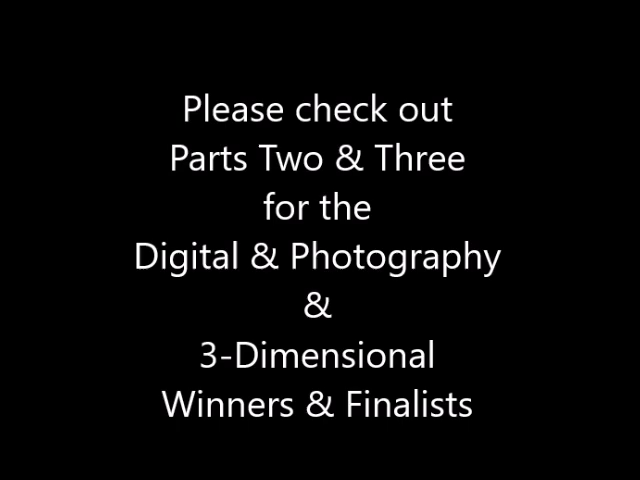 Please check out
Parts Two & Three
for the
Digital & Photography
&
3-Dimensional
Winners & Finalists